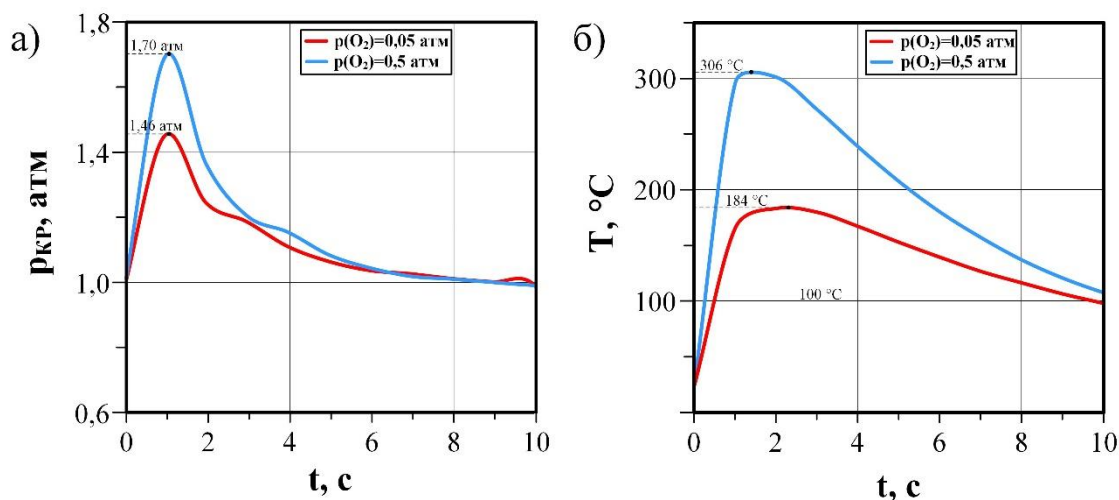 а)
1,8
1,4
1,0
0,6
p_КР, атм
1,70 атм
1,46 атм
p(O₂)=0,05 атм
p(O₂)=0,5 атм
0 2 4 6 8 10
t, с
б)
300
200
100
T, °C
306 °C
184 °C
100 °C
p(O₂)=0,05 атм
p(O₂)=0,5 атм
0 2 4 6 8 10
t, с